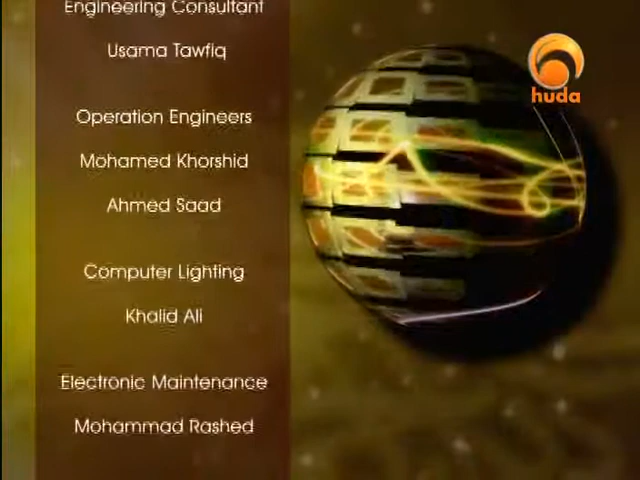 Engineering Consultant
Usama Tawfiq
Operation Engineers
Mohamed Khorshid
Ahmed Saad
Computer Lighting
Khalid Ali
Electronic Maintenance
Mohammad Rashed
huda